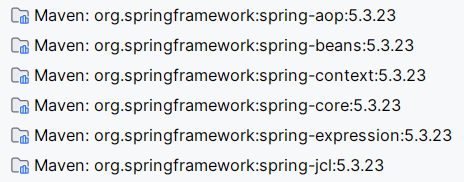 Maven: org.springframework:spring-aop:5.3.23
Maven: org.springframework:spring-beans:5.3.23
Maven: org.springframework:spring-context:5.3.23
Maven: org.springframework:spring-core:5.3.23
Maven: org.springframework:spring-expression:5.3.23
Maven: org.springframework:spring-jcl:5.3.23